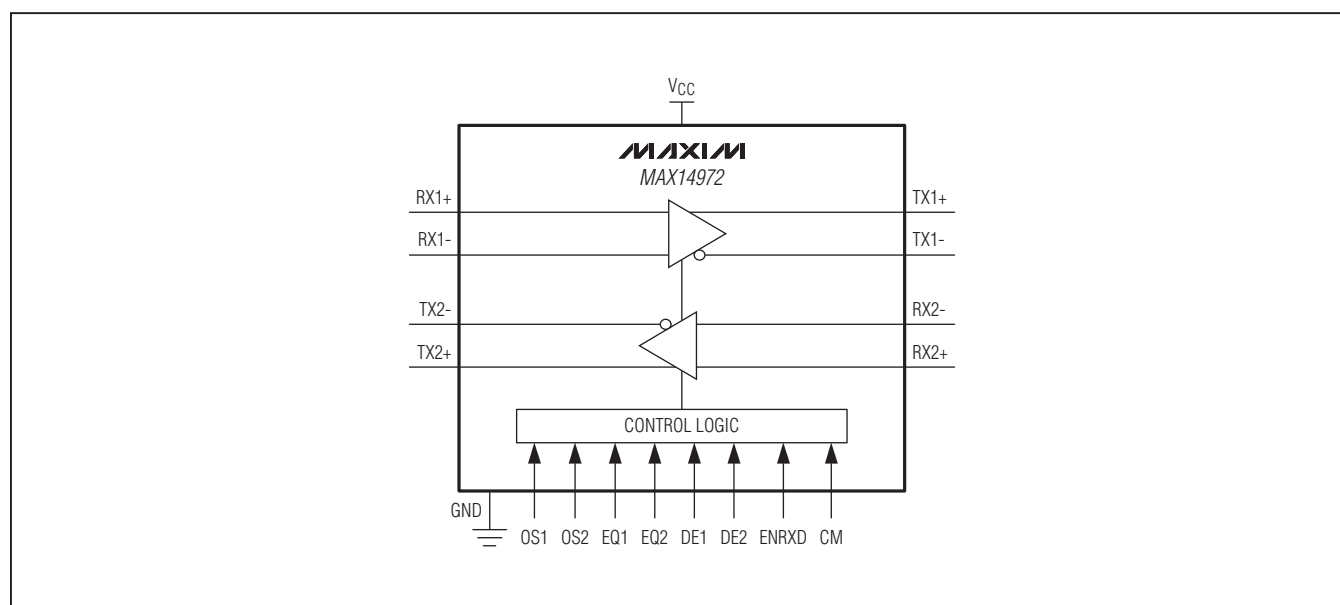 VCC
MAXIM
MAX14972
RX1+
TX1+
RX1-
TX1-
TX2-
RX2-
TX2+
RX2+
CONTROL LOGIC
GND
OS1 OS2 EQ1 EQ2 DE1 DE2 ENRXD CM